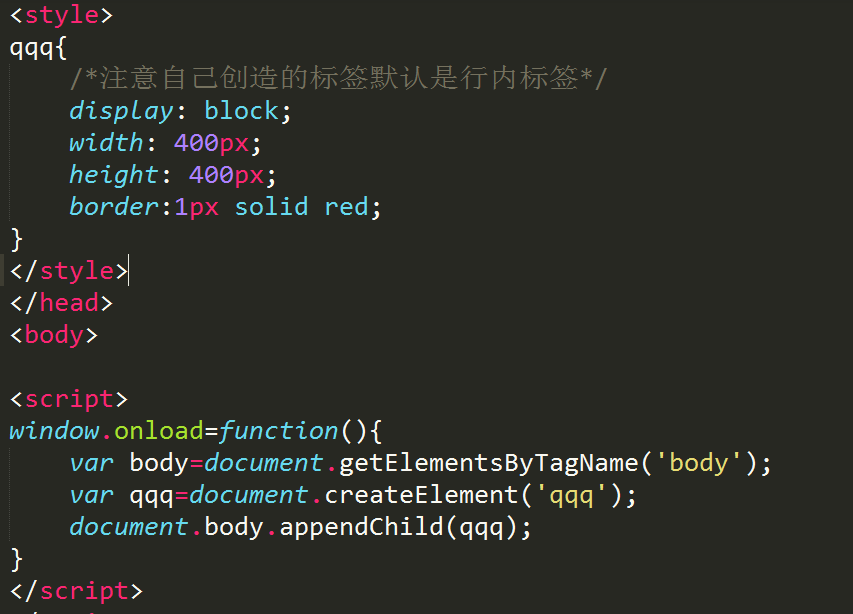 <style>
qqq{
/*注意自己创造的标签默认是行内标签*/
display: block;
width: 400px;
height: 400px;
border:1px solid red;
}
</style>
</head>
<body>
<script>
window.onload=function(){
var body=document.getElementsByTagName('body');
var qqq=document.createElement('qqq');
document.body.appendChild(qqq);
}
</script>